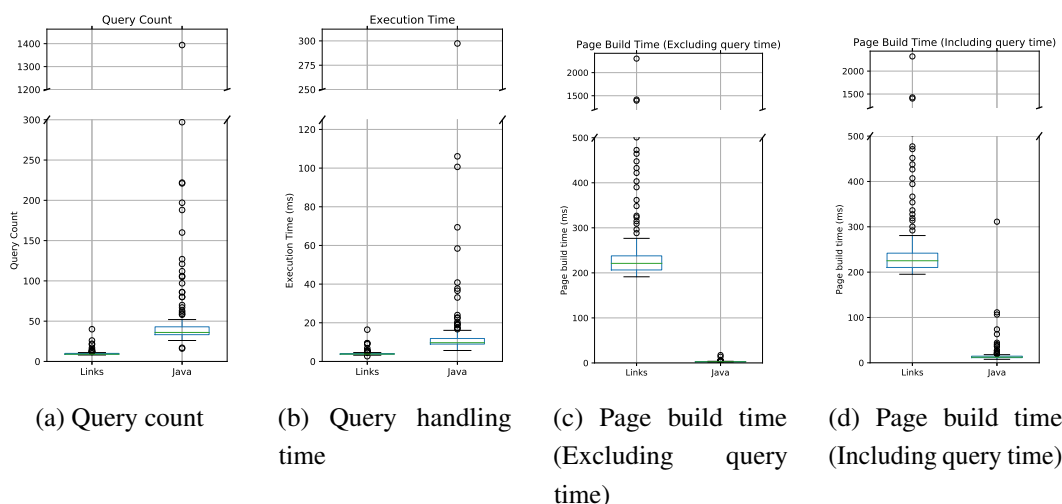 Query Count
1400
1300
1200
300
250
200
150
100
50
0
Query Count
Links
Java
Execution Time
300
275
250
120
100
80
60
40
20
0
Execution Time (ms)
Links
Java
Page Build Time (Excluding query time)
2000
1500
500
400
300
200
100
0
Page build time (ms)
Links
Java
Page Build Time (Including query time)
2000
1500
500
400
300
200
100
0
Page build time (ms)
Links
Java
(a) Query count
(b) Query handling
time
(c) Page build time
(Excluding query
time)
(d) Page build time
(Including query time)